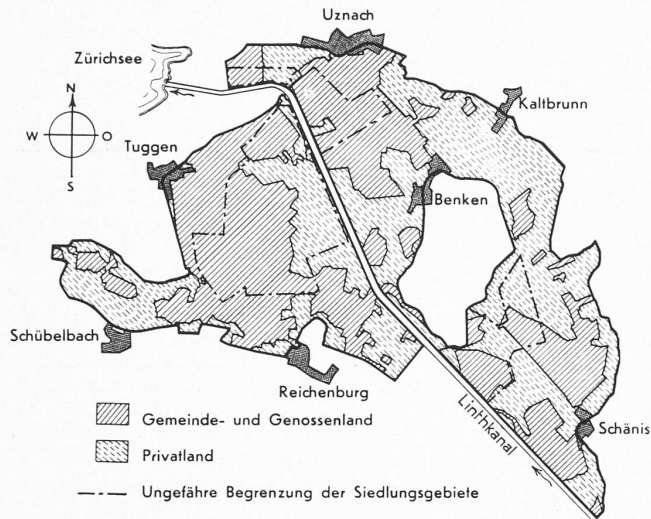 Uznach
Zürichsee
Kaltbrunn
N
W
O
S
Tuggen
Benken
Schübelbach
Reichenburg
Linthkanal
Schänis
Gemeinde- und Genossenland
Privatland
Ungefähre Begrenzung der Siedlungsgebiete